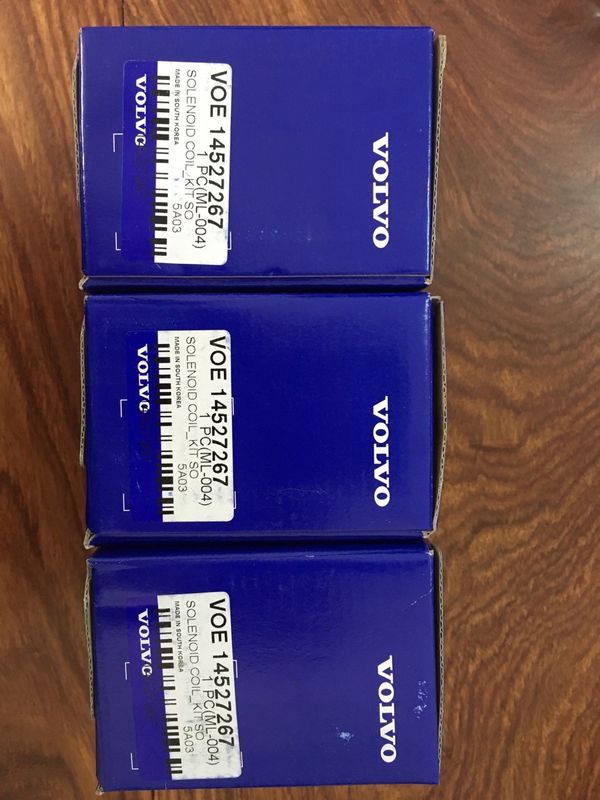 VOLVO
VOE 14527267
1 PC(ML-004)
SOLENOID COIL_KIT SO
5A03
MADE IN SOUTH KOREA
VOLVO
VOLVO
VOE 14527267
1 PC(ML-004)
SOLENOID COIL_KIT SO
5A03
MADE IN SOUTH KOREA
VOLVO
VOLVO
VOE 14527267
1 PC(ML-004)
SOLENOID COIL_KIT SO
5A03
MADE IN SOUTH KOREA
VOLVO